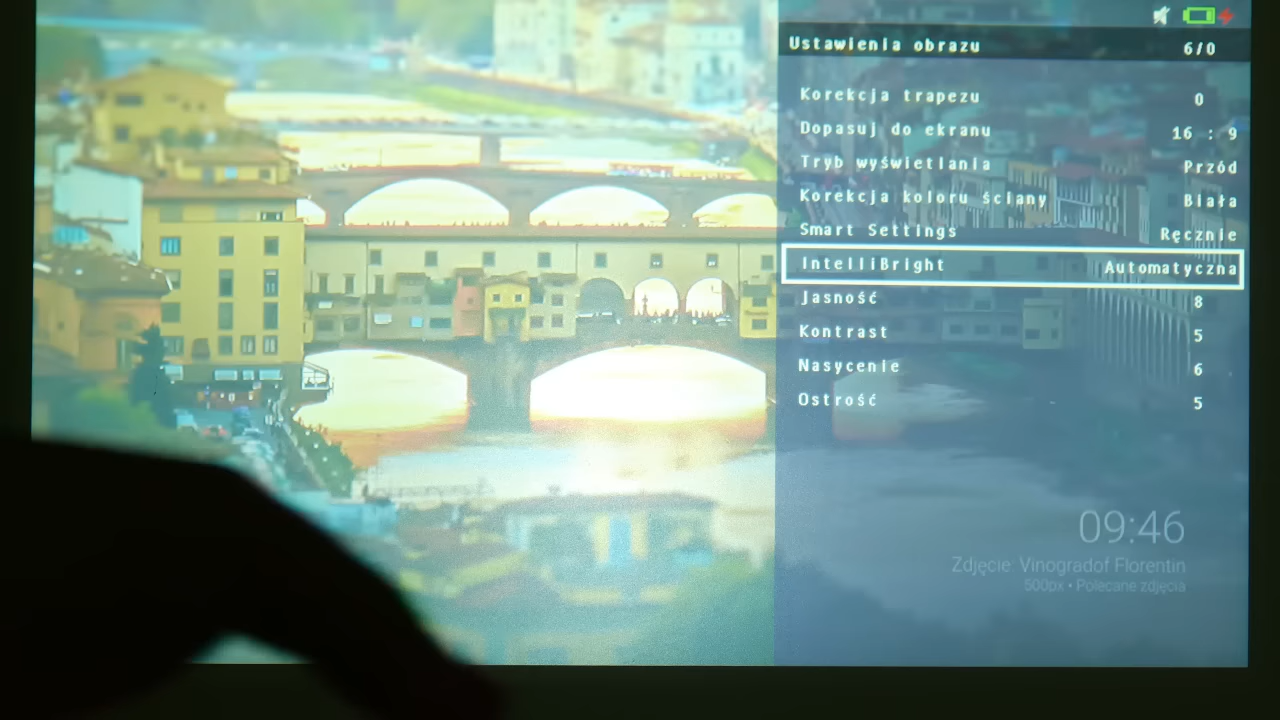 Ustawienia obrazu 6/0
Korekcja trapezu 0
Dopasuj do ekranu 16 : 9
Tryb wyświetlania Przód
Korekcja koloru ściany Biała
Smart Settings Ręcznie
IntelliBright Automatyczna
Jasność 8
Kontrast 5
Nasycenie 6
Ostrość 5
09:46
Zdjęcie: Vinogradof Florentin
500px • Polecane zdjęcia